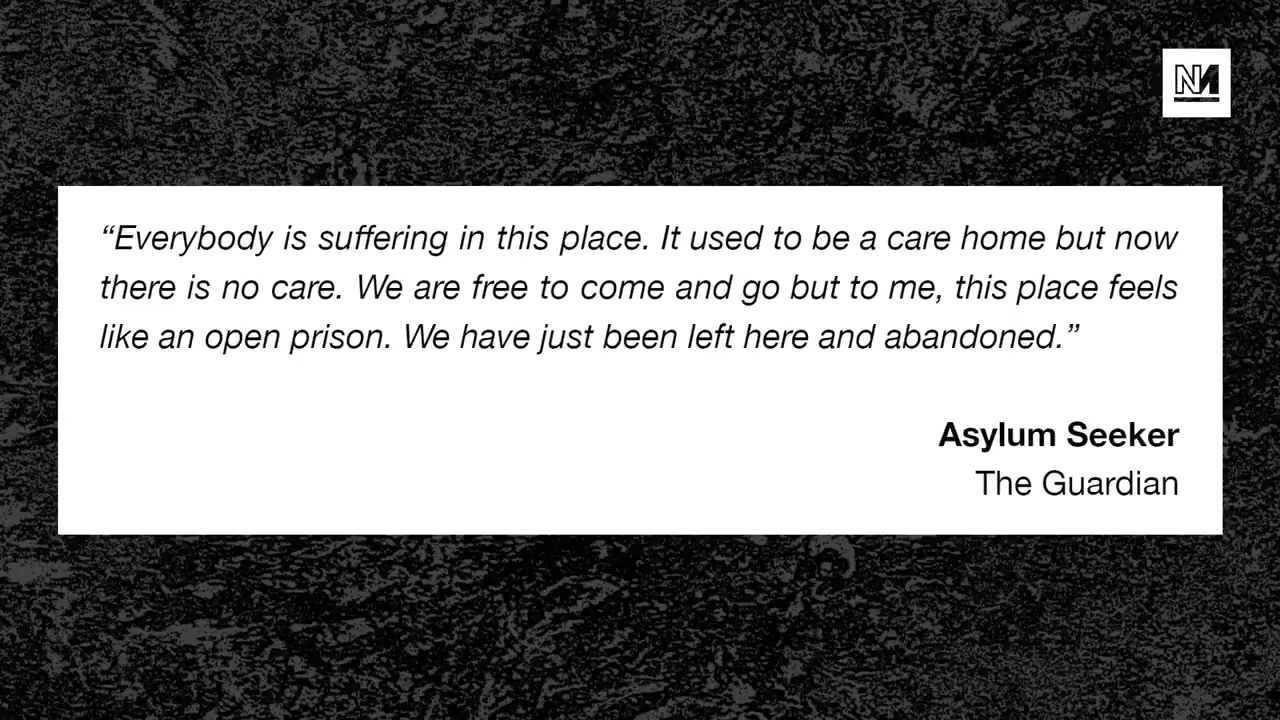 “Everybody is suffering in this place. It used to be a care home but now
there is no care. We are free to come and go but to me, this place feels
like an open prison. We have just been left here and abandoned.”
Asylum Seeker
The Guardian